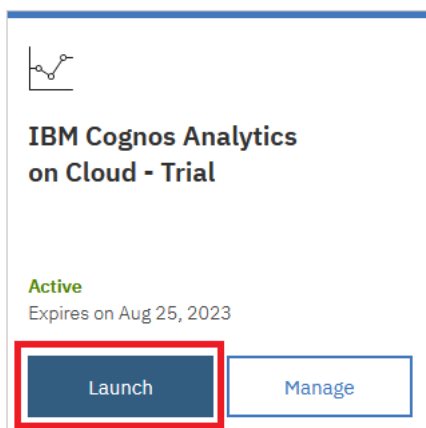 IBM Cognos Analytics
on Cloud - Trial
Active
Expires on Aug 25, 2023
Launch
Manage